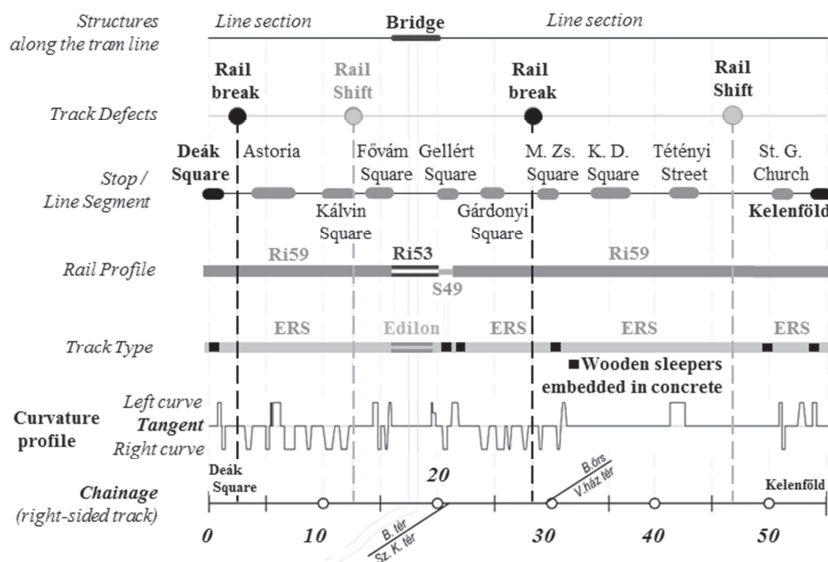 Structures
along the tram line
Line section
Bridge
Line section
Track Defects
Rail
break
Rail
Shift
Rail
break
Rail
Shift
Stop /
Line Segment
Deák
Square
Astoria
Kálvin
Square
Fővám
Square
Gellért
Square
Gárdonyi
Square
M. Zs.
Square
K. D.
Square
Tétényi
Street
St. G.
Church
Kelenföld
Rail Profile
Ri59
Ri53
S49
Ri59
Track Type
ERS
Edilon
ERS
ERS
ERS
Wooden sleepers
embedded in concrete
Curvature
profile
Left curve
Tangent
Right curve
Chainage
(right-sided track)
Deák
Square
20
B.örs
V.ház tér
Kelenföld
B. tér
Sz. K. tér
0
10
30
40
50